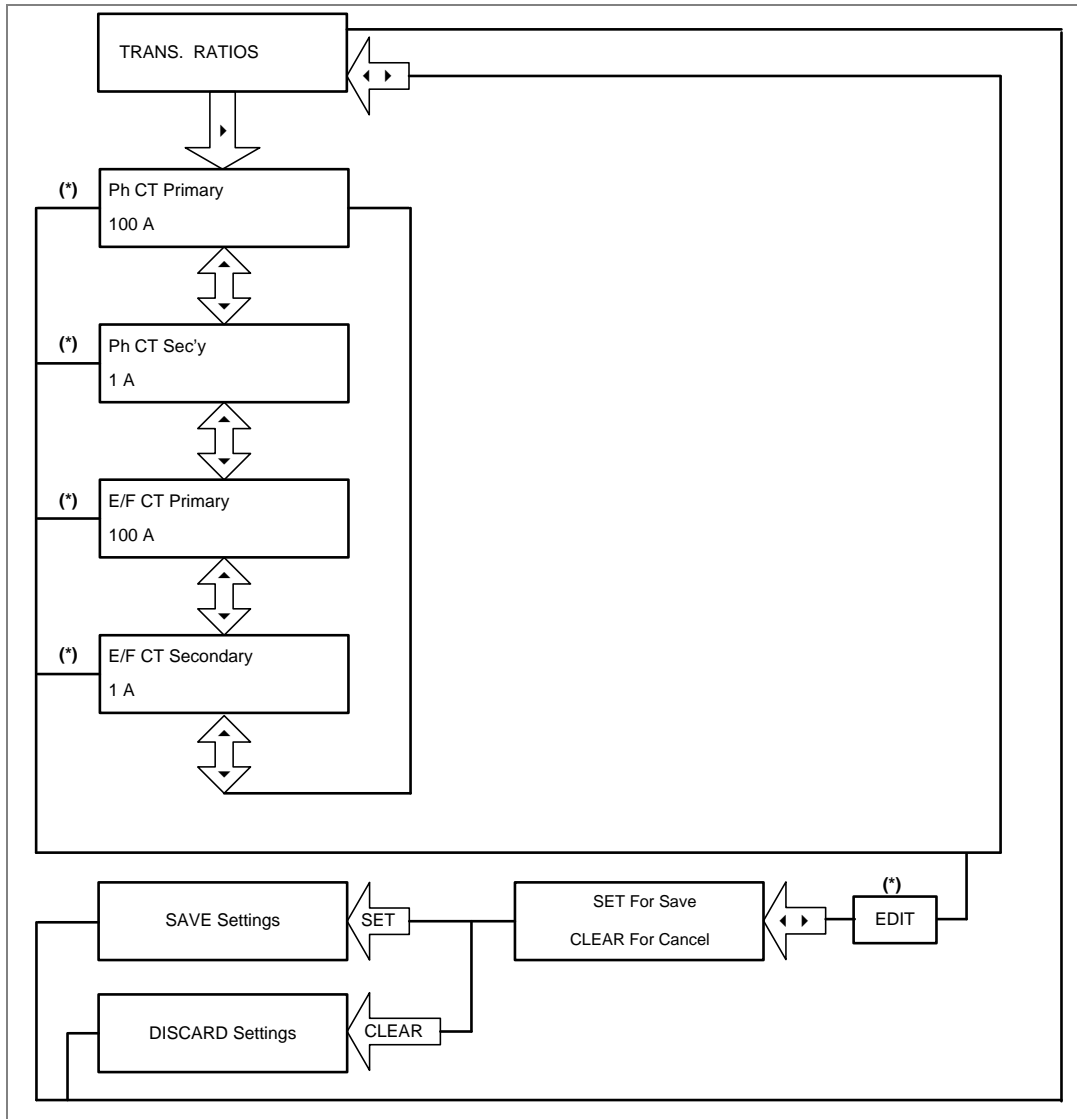 TRANS. RATIOS
(*)
Ph CT Primary
100 A
(*)
Ph CT Sec'y
1 A
(*)
E/F CT Primary
100 A
(*)
E/F CT Secondary
1 A
(*)
SAVE Settings
SET
SET For Save
CLEAR For Cancel
EDIT
DISCARD Settings
CLEAR